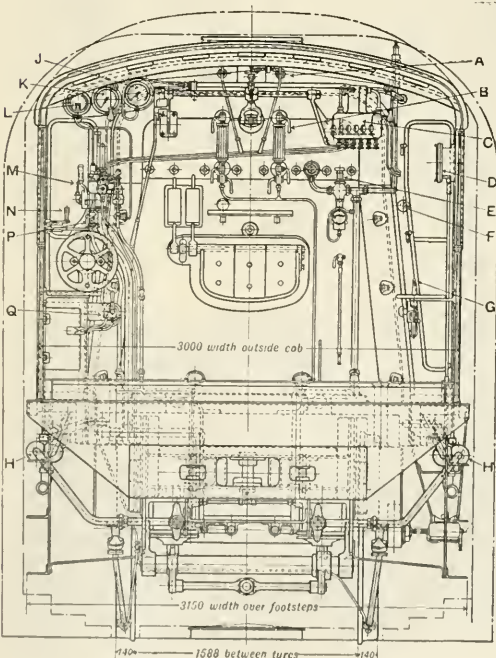 J
A
K
B
L
C
M
D
E
N
F
P
G
Q
3000 width outside cab
H
H
3150 width over footsteps
140
1588 between tyres
140